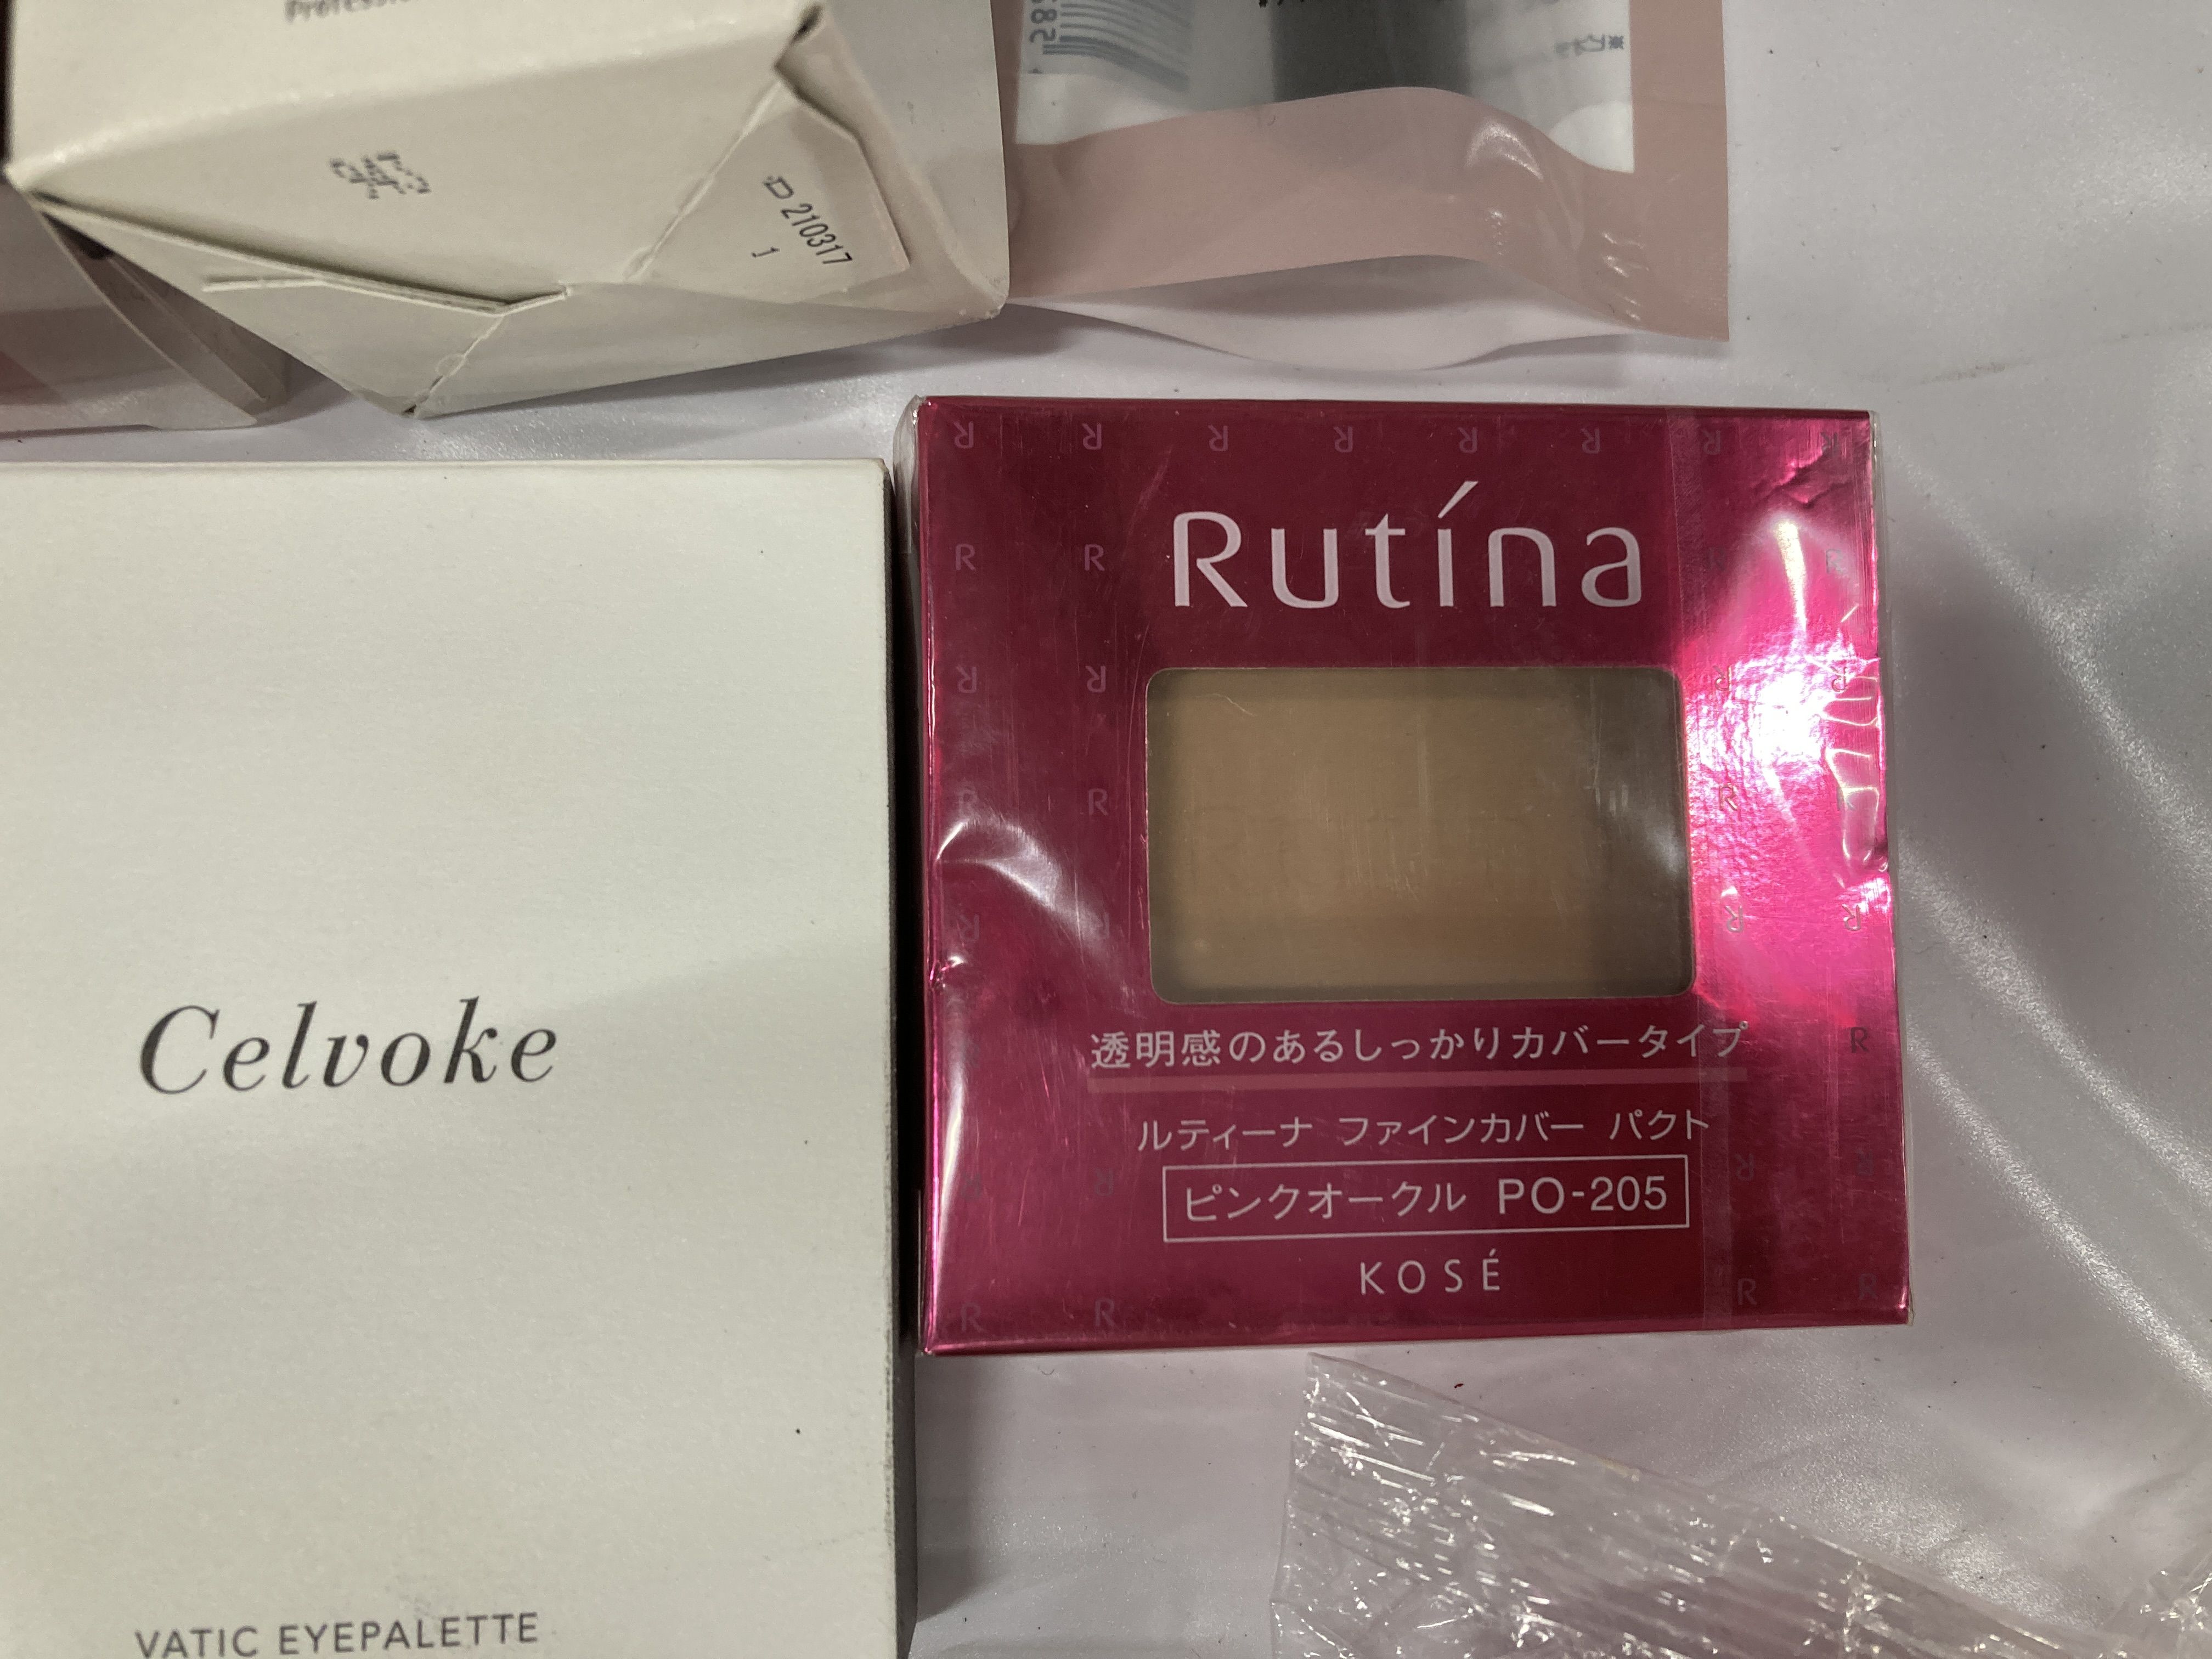 210317
1
Rutína
透明感のあるしっかりカバータイプ
ルティーナ ファインカバー パクト
ピンクオークル PO-205
KOSÉ
Celvoke
VATIC EYEPALETTE